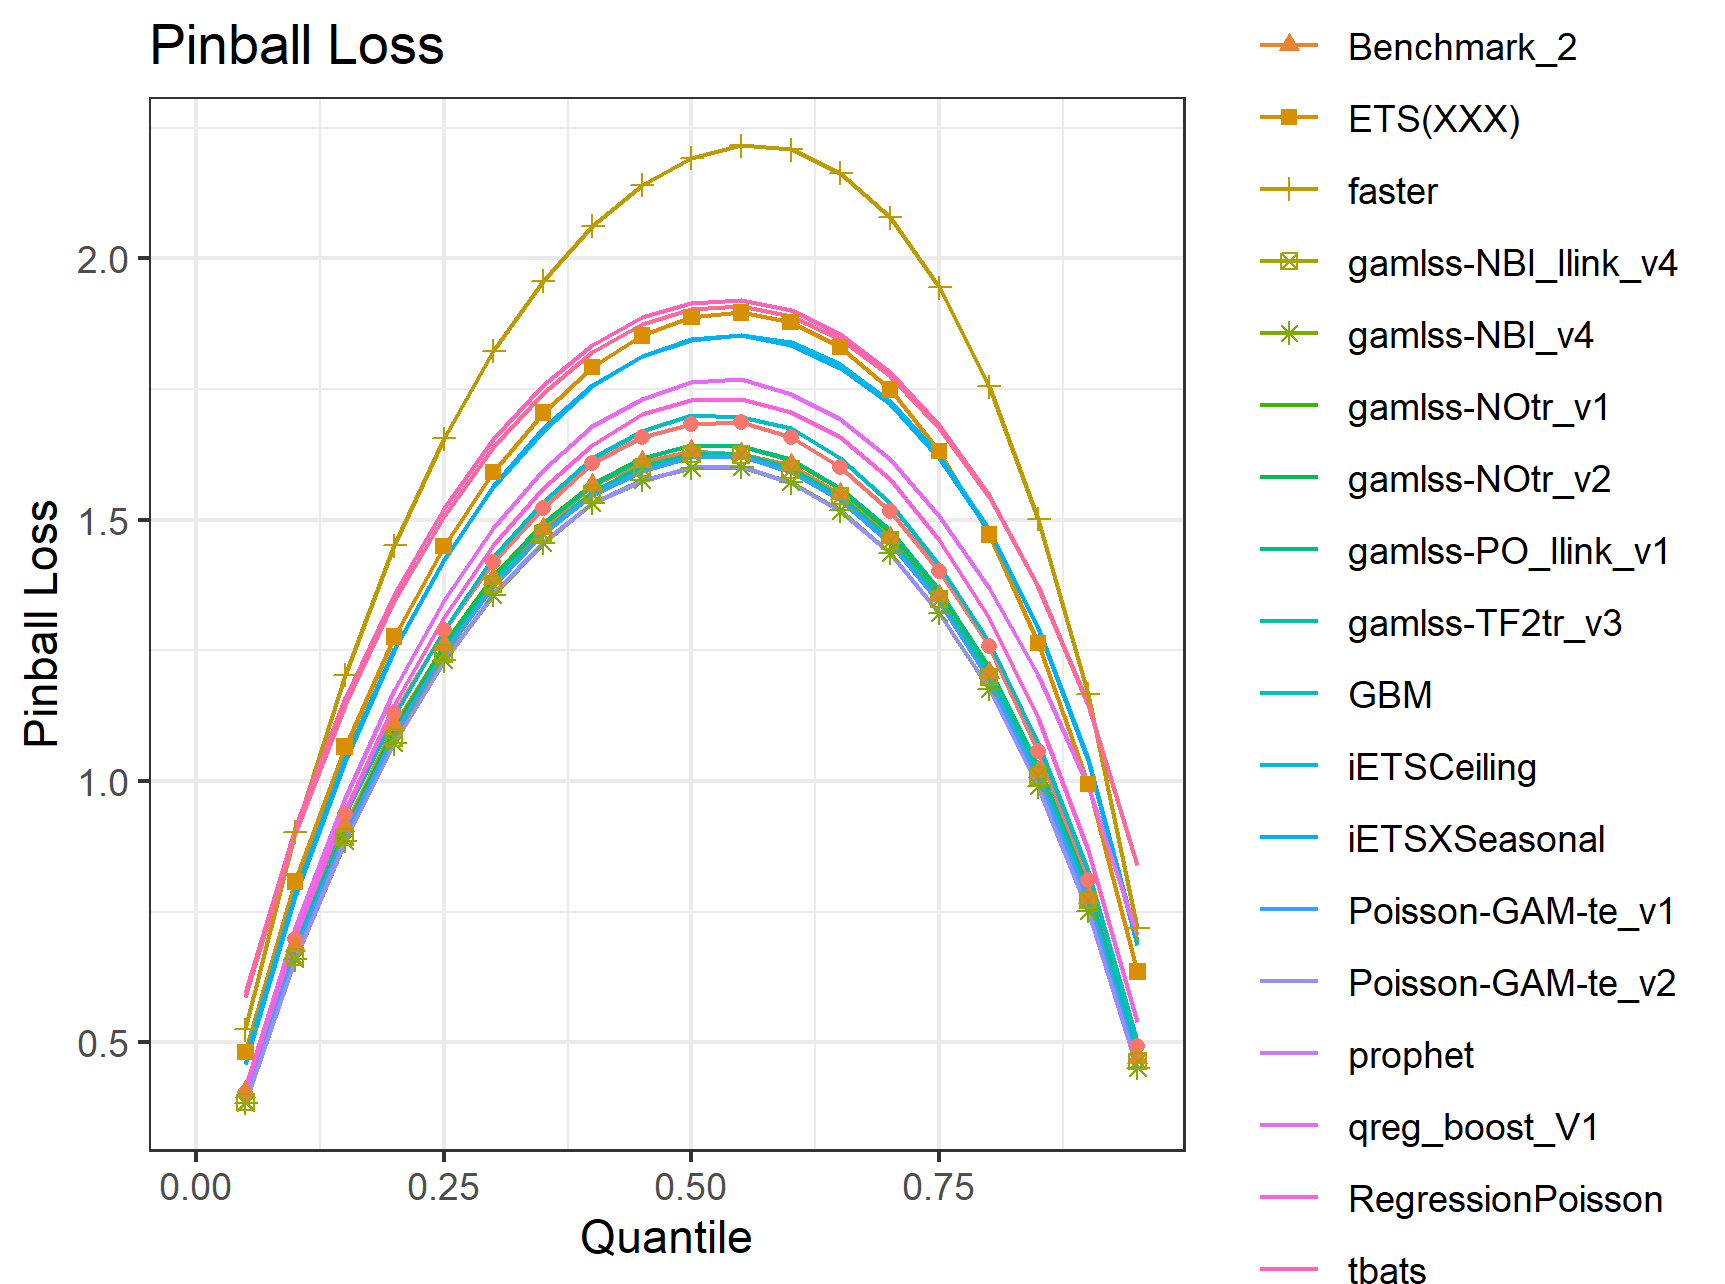 Pinball Loss
Pinball Loss
2.0
1.5
1.0
0.5
0.00
0.25
0.50
0.75
Quantile
Benchmark_2
ETS(XXX)
faster
gamlss-NBI_llink_v4
gamlss-NBI_v4
gamlss-NOtr_v1
gamlss-NOtr_v2
gamlss-PO_llink_v1
gamlss-TF2tr_v3
GBM
iETSCeiling
iETSXSeasonal
Poisson-GAM-te_v1
Poisson-GAM-te_v2
prophet
qreg_boost_V1
RegressionPoisson
tbats